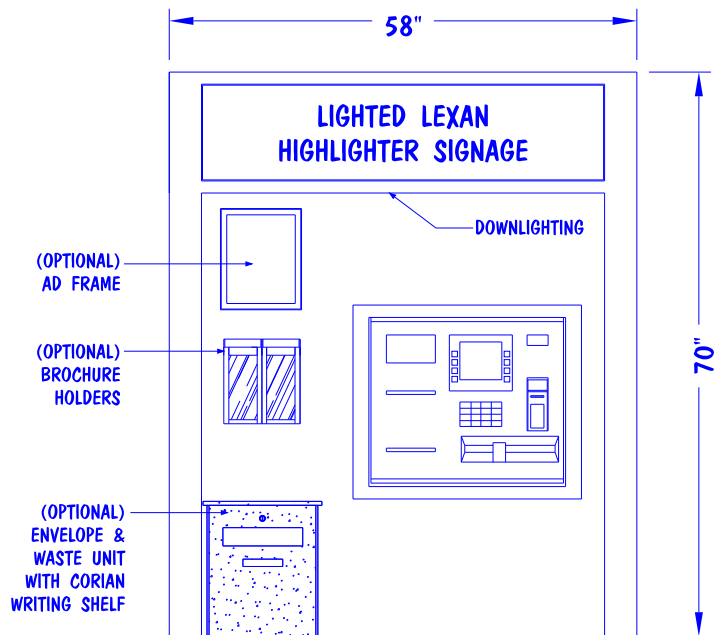 58"
LIGHTED LEXAN
HIGHLIGHTER SIGNAGE
DOWNLIGHTING
(OPTIONAL)
AD FRAME
(OPTIONAL)
BROCHURE
HOLDERS
70"
(OPTIONAL)
ENVELOPE &
WASTE UNIT
WITH CORIAN
WRITING SHELF